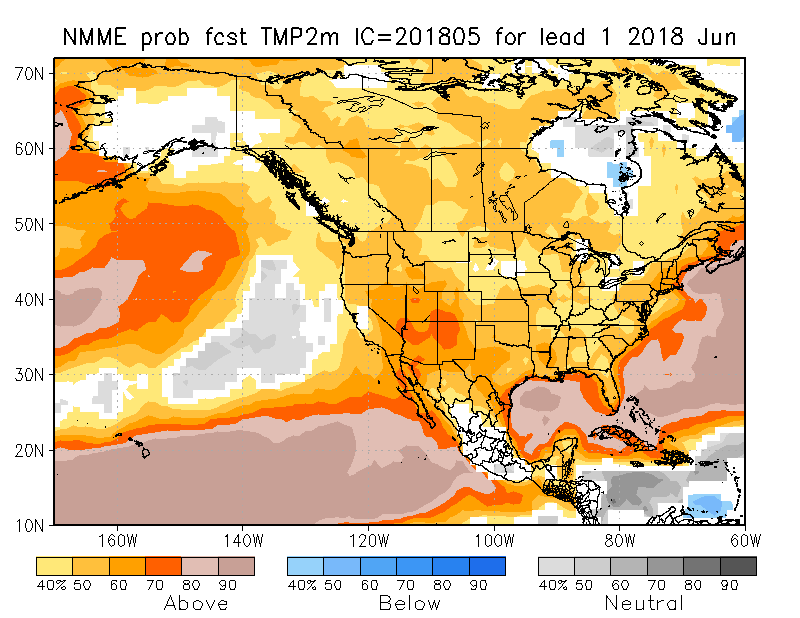 NMME prob fcst TMP2m IC=201805 for lead 1 2018 Jun
70N
60N
50N
40N
30N
20N
10N
160W 140W 120W 100W 80W 60W
40% 50 60 70 80 90 40% 50 60 70 80 90 40% 50 60 70 80 90
Above Below Neutral